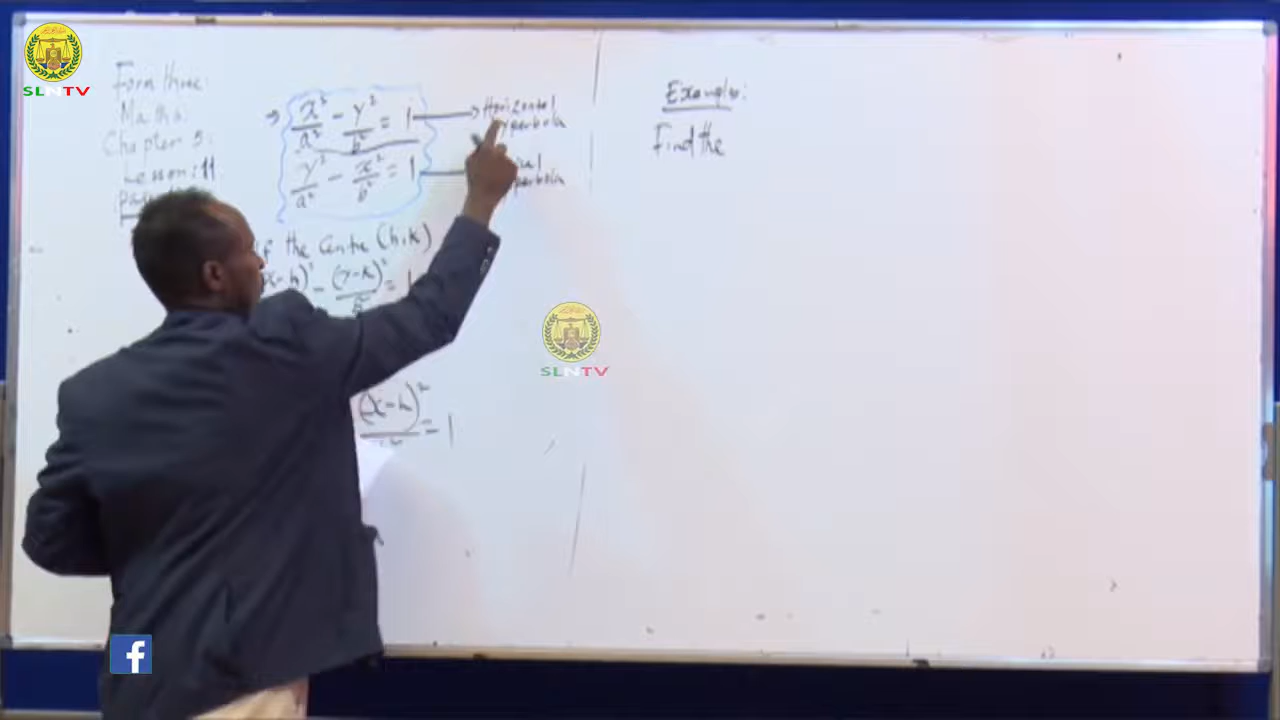 SLNTV
Form three:
Maths:
Chapter 5:
Lesson: 11
⇒ x²/a² − y²/b² = 1 → Horizontal
hyperbola
y²/a² − x²/b² = 1
If the Centre (h,k)
(x−h)² − (y−k)²/b² = 1
(x−h)² = 1
Example:
Find the
SLNTV
f